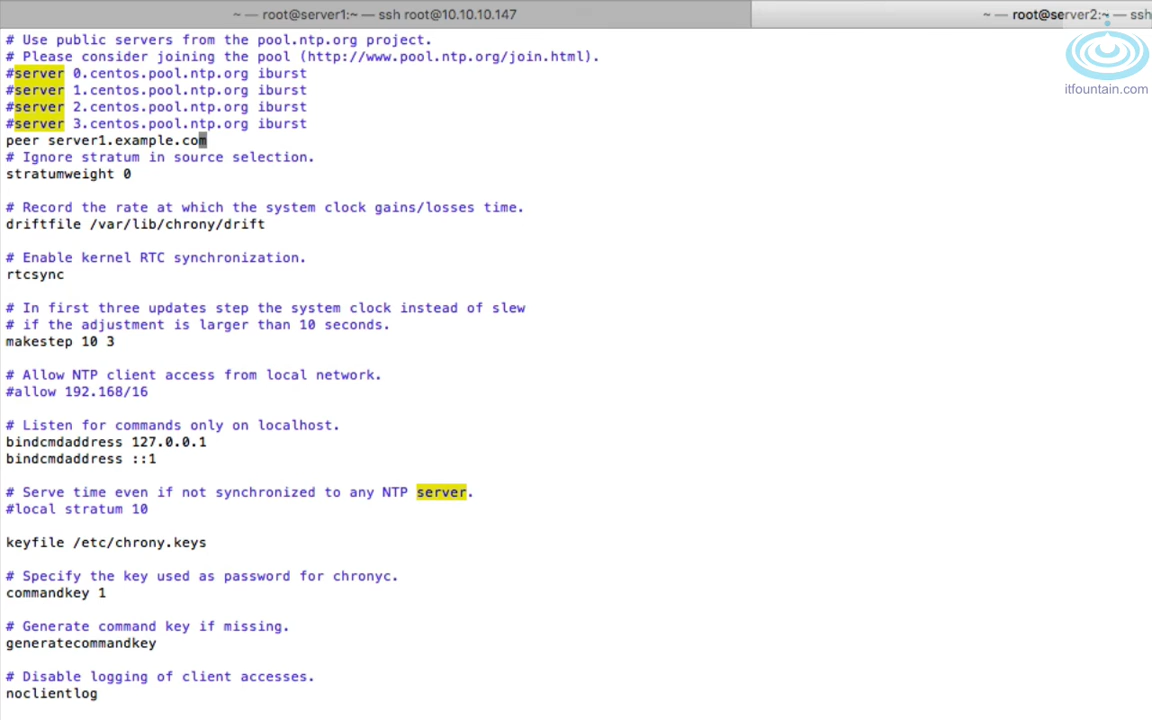 ~ — root@server1:~ — ssh root@10.10.10.147
~ — root@server2:~ — ssh
itfountain.com
# Use public servers from the pool.ntp.org project.
# Please consider joining the pool (http://www.pool.ntp.org/join.html).
#server 0.centos.pool.ntp.org iburst
#server 1.centos.pool.ntp.org iburst
#server 2.centos.pool.ntp.org iburst
#server 3.centos.pool.ntp.org iburst
peer server1.example.com
# Ignore stratum in source selection.
stratumweight 0
# Record the rate at which the system clock gains/losses time.
driftfile /var/lib/chrony/drift
# Enable kernel RTC synchronization.
rtcsync
# In first three updates step the system clock instead of slew
# if the adjustment is larger than 10 seconds.
makestep 10 3
# Allow NTP client access from local network.
#allow 192.168/16
# Listen for commands only on localhost.
bindcmdaddress 127.0.0.1
bindcmdaddress ::1
# Serve time even if not synchronized to any NTP server.
#local stratum 10
keyfile /etc/chrony.keys
# Specify the key used as password for chronyc.
commandkey 1
# Generate command key if missing.
generatecommandkey
# Disable logging of client accesses.
noclientlog